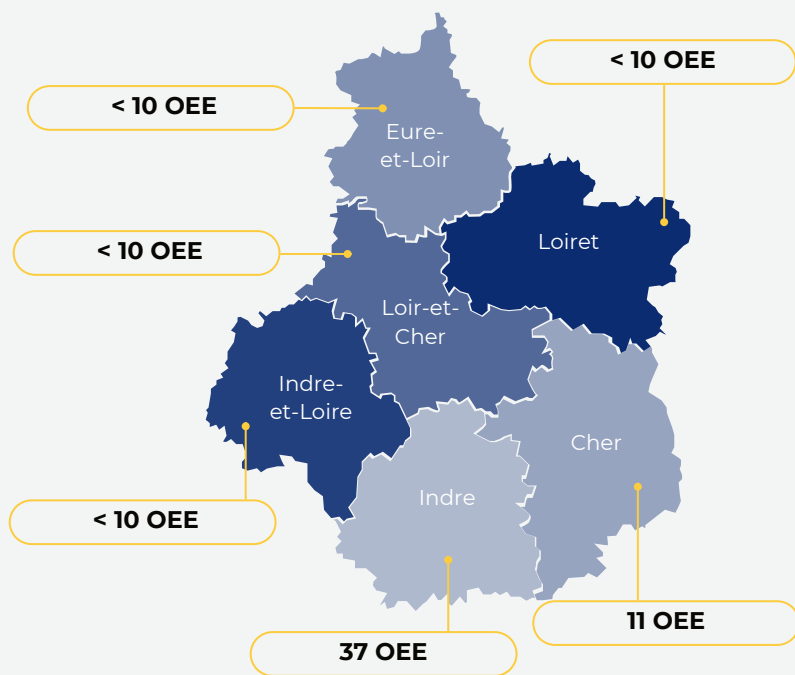 < 10 OEE
< 10 OEE
Eure-
et-Loir
< 10 OEE
Loiret
Loir-et-
Cher
Indre-
et-Loire
Cher
Indre
< 10 OEE
11 OEE
37 OEE